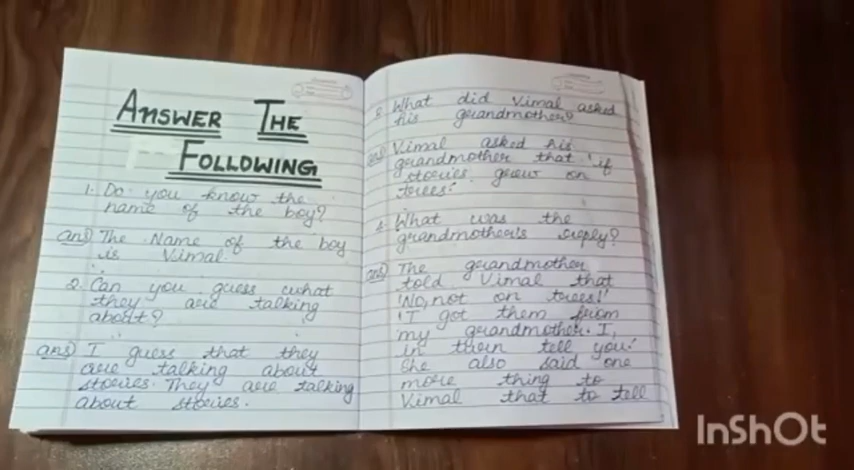 ANSWER THE
FOLLOWING
1. Do you know the
name of the boy?
ans) The Name of the boy
is Vimal.
2. Can you guess what
they are talking
about?
ans) I guess that they
are talking about
stories. They are talking
about stories.
What did Vimal asked
his grandmother?
ans) Vimal asked his
grandmother that 'if
stories grew on
trees.'
What was the
grandmother's reply?
ans) The grandmother
told Vimal that
'No, not on trees!'
'I got them from
my grandmother. I,
in turn tell you.'
She also said one
more thing to
Vimal that to tell
InShOt